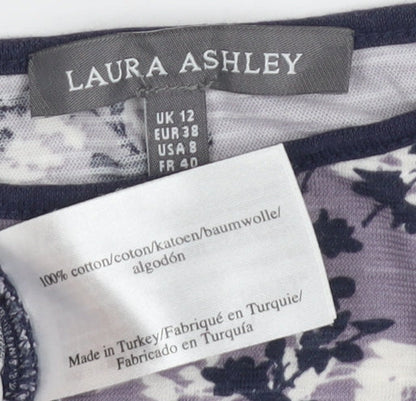 LAURA ASHLEY
UK 12
EUR 38
USA 8
FR 40
100% cotton/coton/katoen/baumwolle/
algodón
Made in Turkey/Fabriqué en Turquie/
Fabricado en Turquía